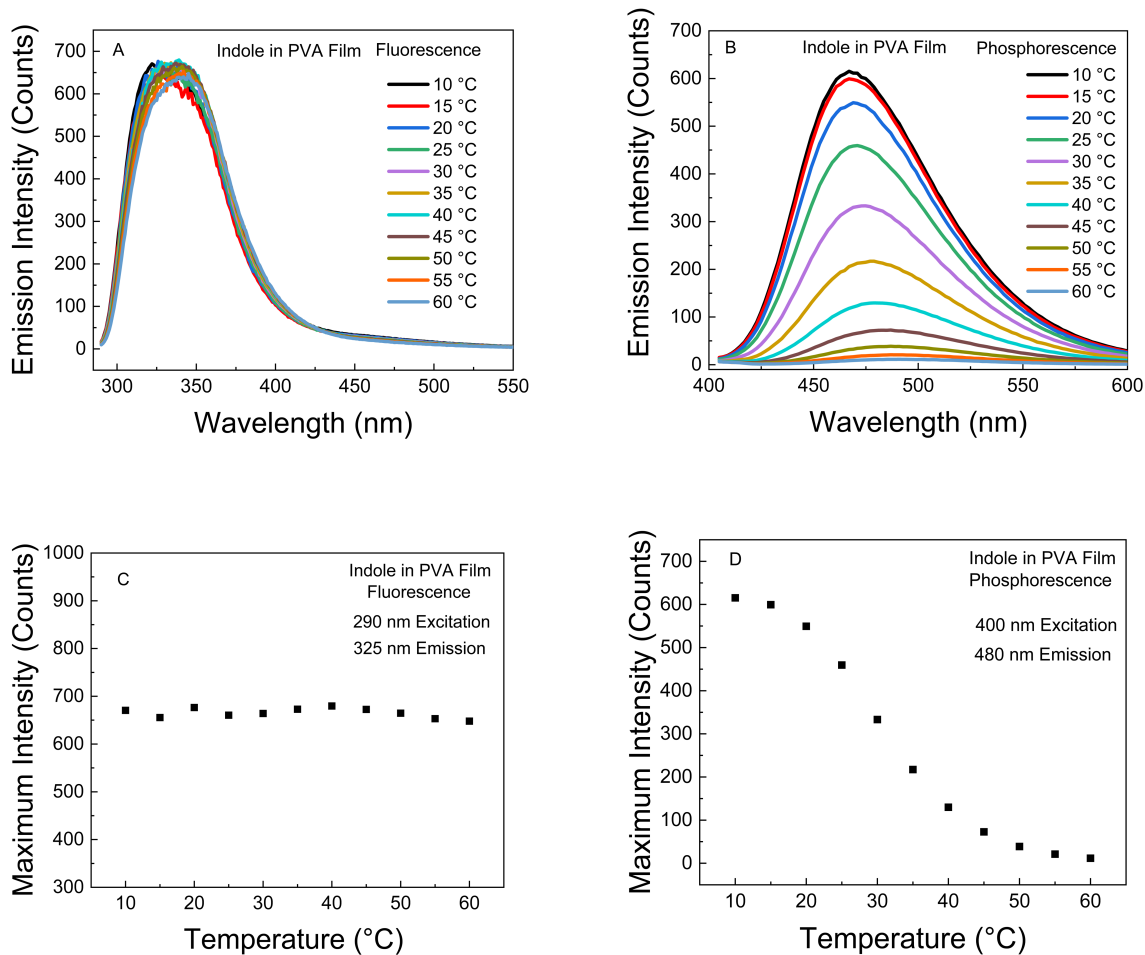 A
Indole in PVA Film
Fluorescence
10 °C
15 °C
20 °C
25 °C
30 °C
35 °C
40 °C
45 °C
50 °C
55 °C
60 °C
700
600
500
400
300
200
100
0
300 350 400 450 500 550
Emission Intensity (Counts)
Wavelength (nm)
B
Indole in PVA Film
Phosphorescence
10 °C
15 °C
20 °C
25 °C
30 °C
35 °C
40 °C
45 °C
50 °C
55 °C
60 °C
700
600
500
400
300
200
100
0
400 450 500 550 600
Emission Intensity (Counts)
Wavelength (nm)
C
Indole in PVA Film
Fluorescence
290 nm Excitation
325 nm Emission
1000
900
800
700
600
500
400
300
10 20 30 40 50 60
Maximum Intensity (Counts)
Temperature (°C)
D
Indole in PVA Film
Phosphorescence
400 nm Excitation
480 nm Emission
700
600
500
400
300
200
100
0
10 20 30 40 50 60
Maximum Intensity (Counts)
Temperature (°C)